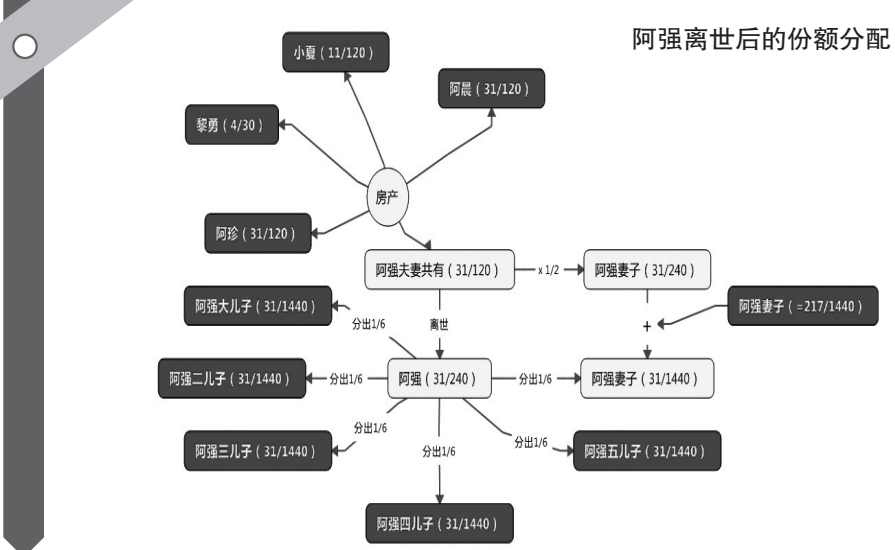 阿强离世后的份额分配
小夏（11/120）
阿晨（31/120）
黎勇（4/30）
房产
阿珍（31/120）
阿强夫妻共有（31/120）
x 1/2
阿强妻子（31/240）
阿强大儿子（31/1440）
阿强妻子（=217/1440）
分出1/6
离世
+
阿强二儿子（31/1440）
分出1/6
阿强（31/240）
分出1/6
阿强妻子（31/1440）
分出1/6
阿强三儿子（31/1440）
分出1/6
分出1/6
阿强五儿子（31/1440）
阿强四儿子（31/1440）